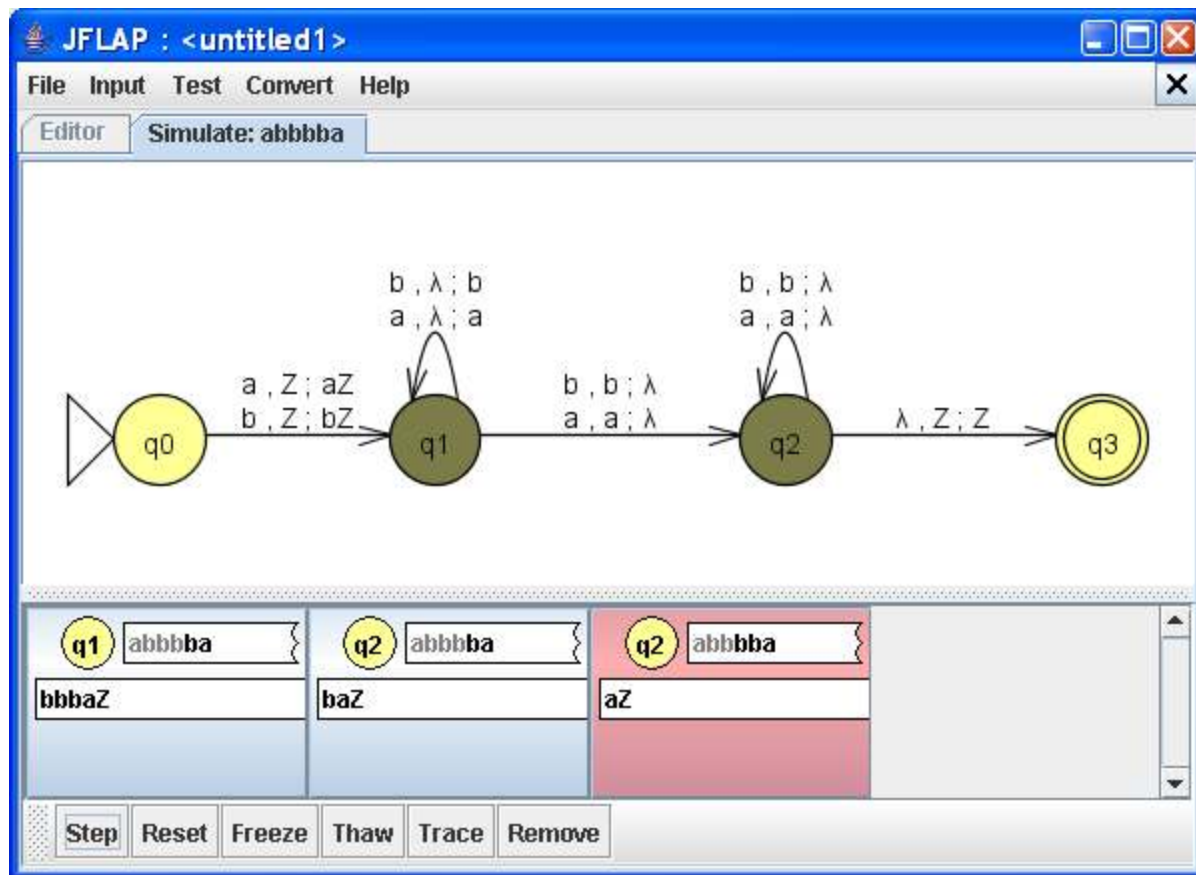 JFLAP : <untitled1>
File Input Test Convert Help
Editor Simulate: abbbba
b , λ ; b
a , λ ; a
b , b ; λ
a , a ; λ
a , Z ; aZ
b , Z ; bZ
b , b ; λ
a , a ; λ
λ , Z ; Z
q0 q1 q2 q3
q1 abbbba q2 abbbba q2 abbbba
bbbaZ baZ aZ
Step Reset Freeze Thaw Trace Remove